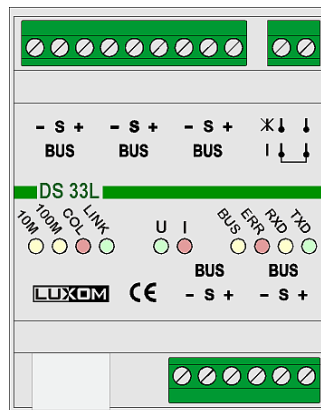 - S + - S + - S +
BUS BUS BUS I
DS 33L
10M 100M COL LINK U I BUS ERR RXD TXD
BUS BUS
LUXOM CE - S + - S +